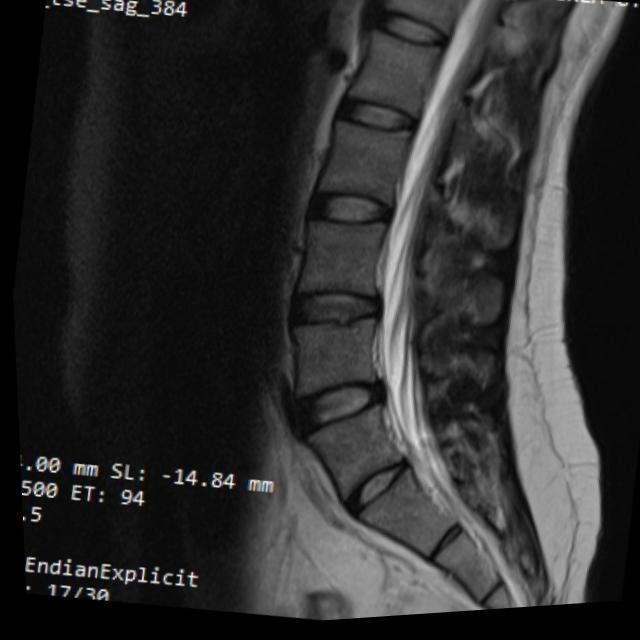 tse_sag_384
.00 mm SL: -14.84 mm
500 ET: 94
.5
EndianExplicit
: 17/30